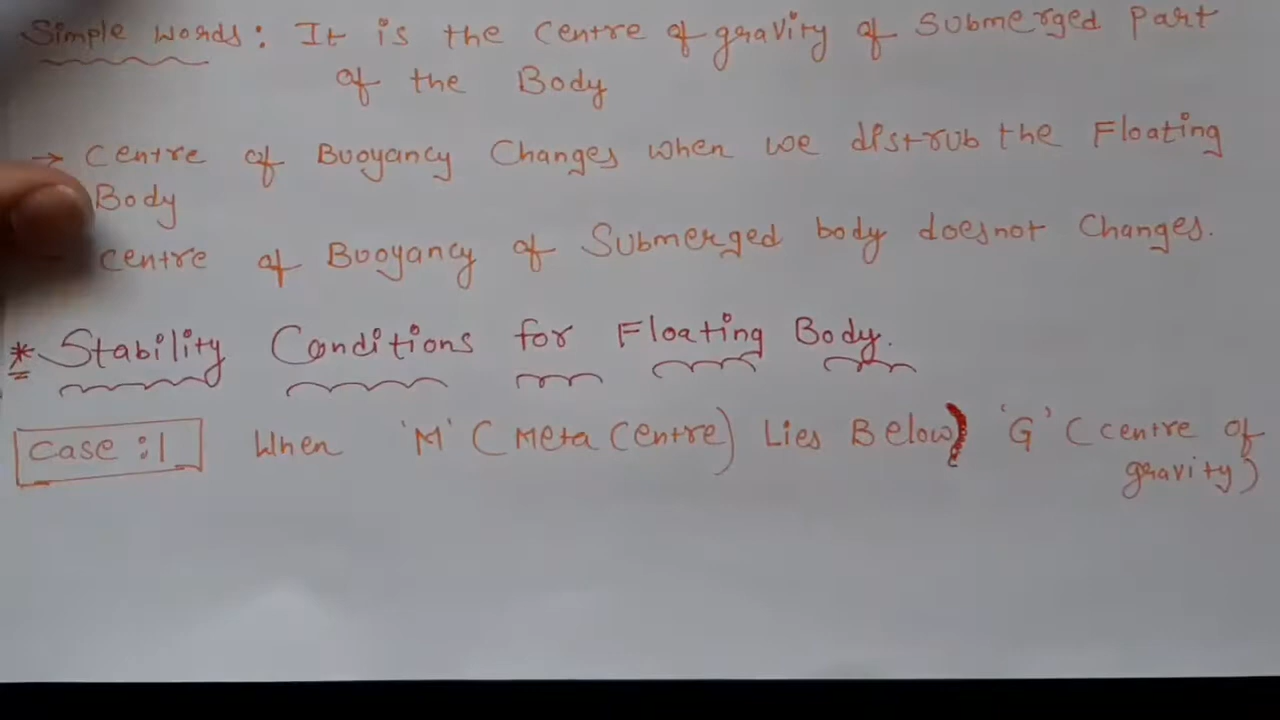 Simple words: It is the centre of gravity of submerged part
of the Body
→ Centre of Buoyancy Changes when we distrub the Floating
Body
centre of Buoyancy of Submerged body doesnot Changes.
* Stability Conditions for Floating Body.
Case :1 When 'M' (Meta Centre) Lies Below 'G' (centre of
gravity)